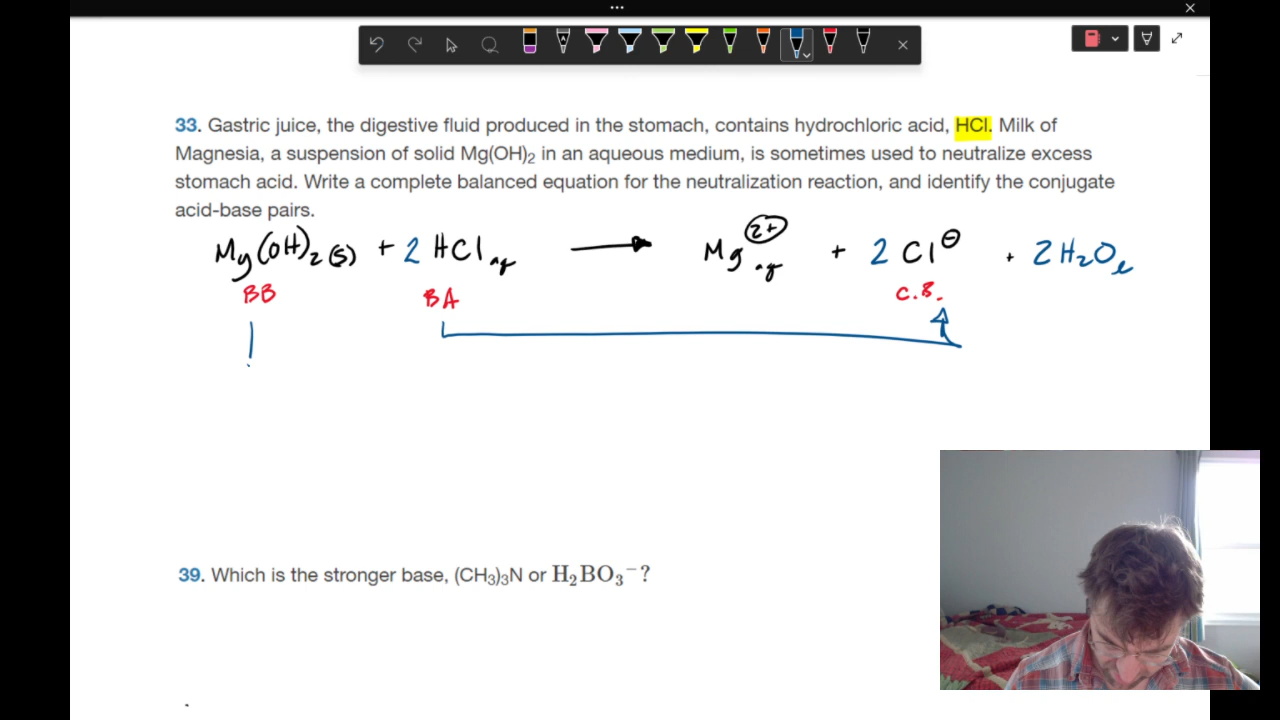 33. Gastric juice, the digestive fluid produced in the stomach, contains hydrochloric acid, HCl. Milk of
Magnesia, a suspension of solid Mg(OH)₂ in an aqueous medium, is sometimes used to neutralize excess
stomach acid. Write a complete balanced equation for the neutralization reaction, and identify the conjugate
acid-base pairs.
Mg(OH)₂(s) + 2 HCl aq → Mg²⁺ aq + 2 Cl⊖ + 2H₂O l
BB BA C.B.
39. Which is the stronger base, (CH₃)₃N or H₂BO₃⁻?